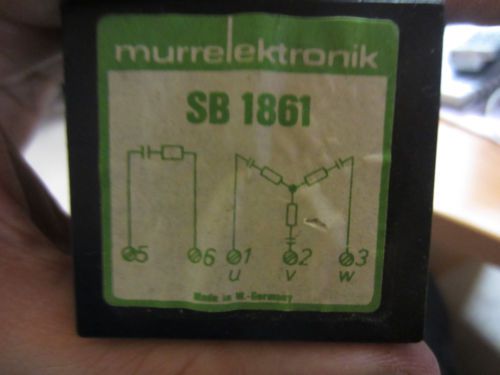 murrelektronik
SB 1861
5 6 1 2 3
u v w
Made in W.-Germany